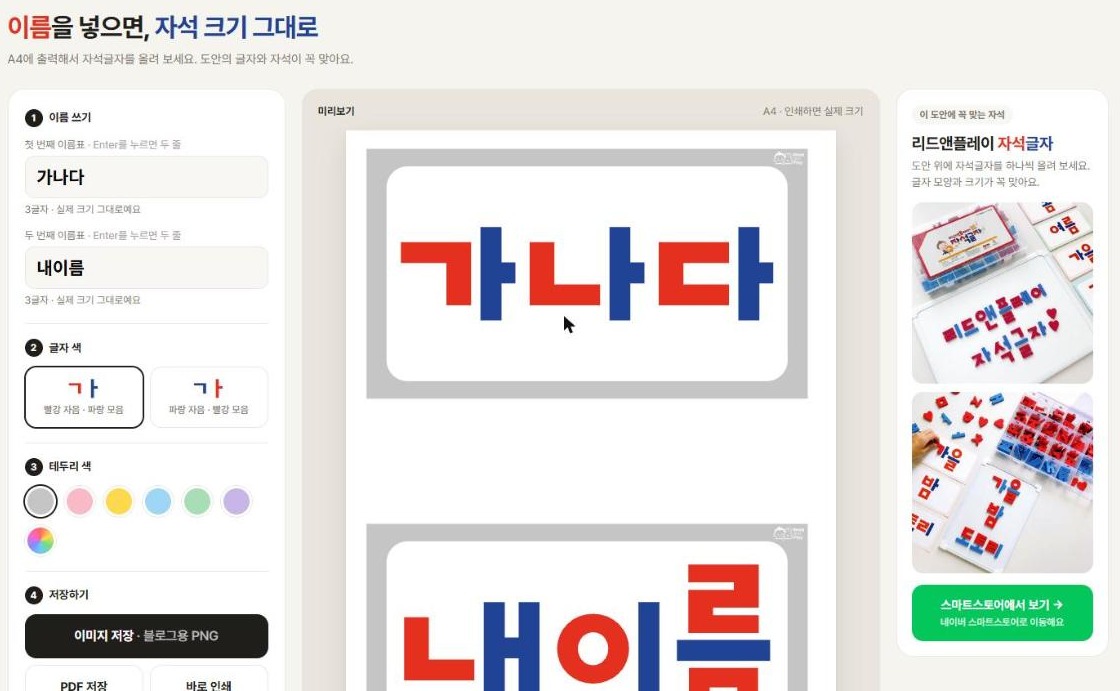 이름을 넣으면, 자석 크기 그대로
A4에 출력해서 자석글자를 올려 보세요. 도안의 글자와 자석이 꼭 맞아요.
1 이름 쓰기
첫 번째 이름표 · Enter를 누르면 두 줄
가나다
3글자 · 실제 크기 그대로예요
두 번째 이름표 · Enter를 누르면 두 줄
내이름
3글자 · 실제 크기 그대로예요
2 글자 색
가 가
빨강 자음 · 파랑 모음 파랑 자음 · 빨강 모음
3 테두리 색
4 저장하기
이미지 저장 · 블로그용 PNG
PDF 저장 바로 인쇄
미리보기 A4 · 인쇄하면 실제 크기
가나다
내이름
이 도안에 꼭 맞는 자석
리드앤플레이 자석글자
도안 위에 자석글자를 하나씩 올려 보세요.
글자 모양과 크기가 꼭 맞아요.
자석글자
여름
리드앤플레이
자석글자
가을
밤
가을
밤
도토리
스마트스토어에서 보기 →
네이버 스마트스토어로 이동해요